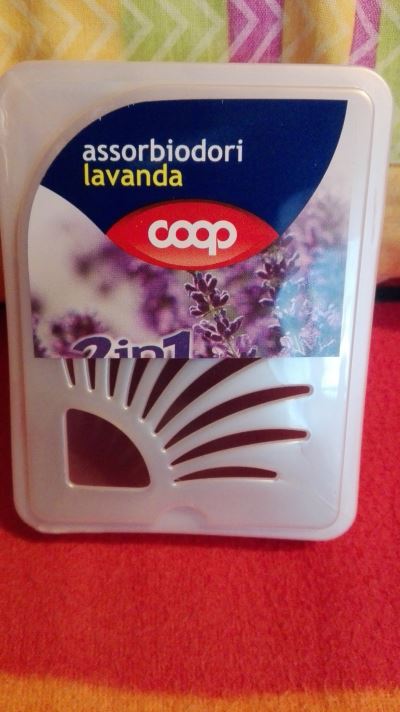 assorbiodori
lavanda
coop
2in1